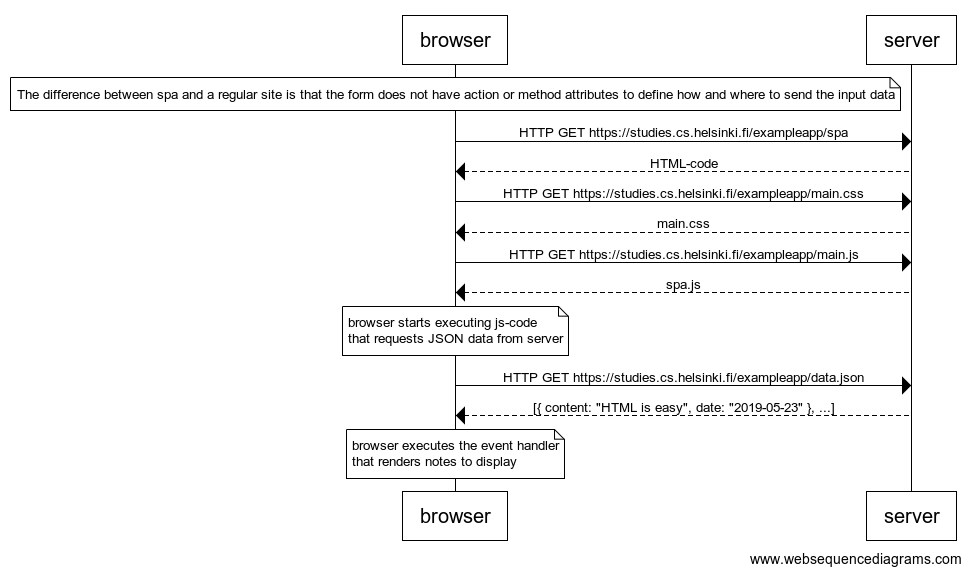 browser
server
The difference between spa and a regular site is that the form does not have action or method attributes to define how and where to send the input data
HTTP GET https://studies.cs.helsinki.fi/exampleapp/spa
HTML-code
HTTP GET https://studies.cs.helsinki.fi/exampleapp/main.css
main.css
HTTP GET https://studies.cs.helsinki.fi/exampleapp/main.js
spa.js
browser starts executing js-code
that requests JSON data from server
HTTP GET https://studies.cs.helsinki.fi/exampleapp/data.json
[{ content: "HTML is easy", date: "2019-05-23" }, ...]
browser executes the event handler
that renders notes to display
browser
server
www.websequencediagrams.com